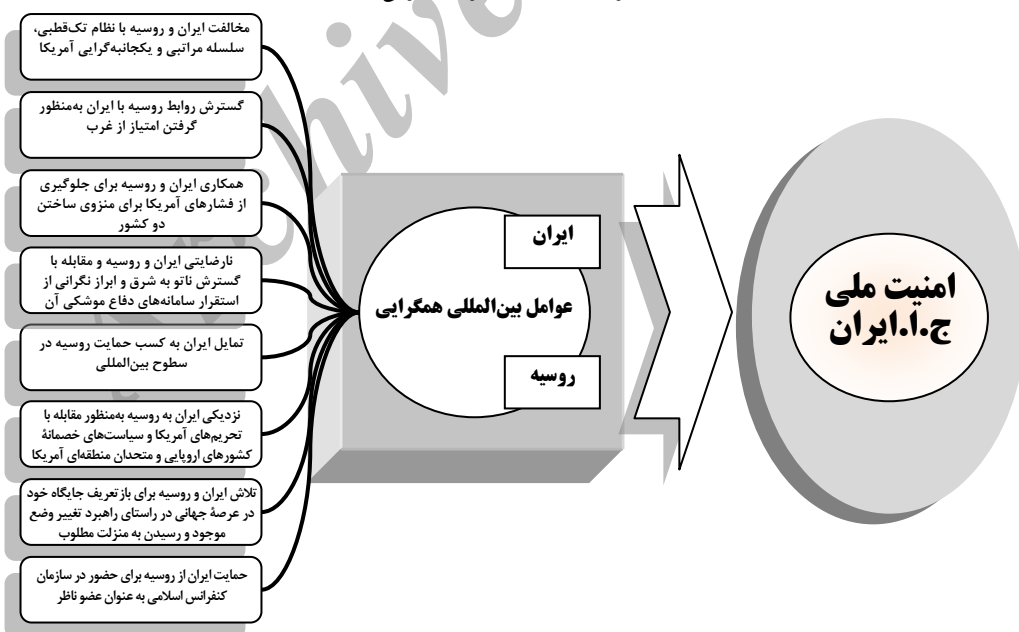 مخالفت ایران و روسیه با نظام تک‌قطبی،
سلسله مراتبی و یکجانبه‌گرایی آمریکا
گسترش روابط روسیه با ایران به‌منظور
گرفتن امتیاز از غرب
همکاری ایران و روسیه برای جلوگیری
از فشارهای آمریکا برای منزوی ساختن
دو کشور
نارضایتی ایران و روسیه و مقابله با
گسترش ناتو به شرق و ابراز نگرانی از
استقرار سامانه‌های دفاع موشکی آن
تمایل ایران به کسب حمایت روسیه در
سطوح بین‌المللی
نزدیکی ایران به روسیه به‌منظور مقابله با
تحریم‌های آمریکا و سیاست‌های خصمانۀ
کشورهای اروپایی و متحدان منطقه‌ای آمریکا
تلاش ایران و روسیه برای بازتعریف جایگاه خود
در عرصۀ جهانی در راستای راهبرد تغییر وضع
موجود و رسیدن به منزلت مطلوب
حمایت ایران از روسیه برای حضور در سازمان
کنفرانس اسلامی به عنوان عضو ناظر
ایران
عوامل بین‌المللی همگرایی
روسیه
امنیت ملی
ج.ا.ایران
Archive